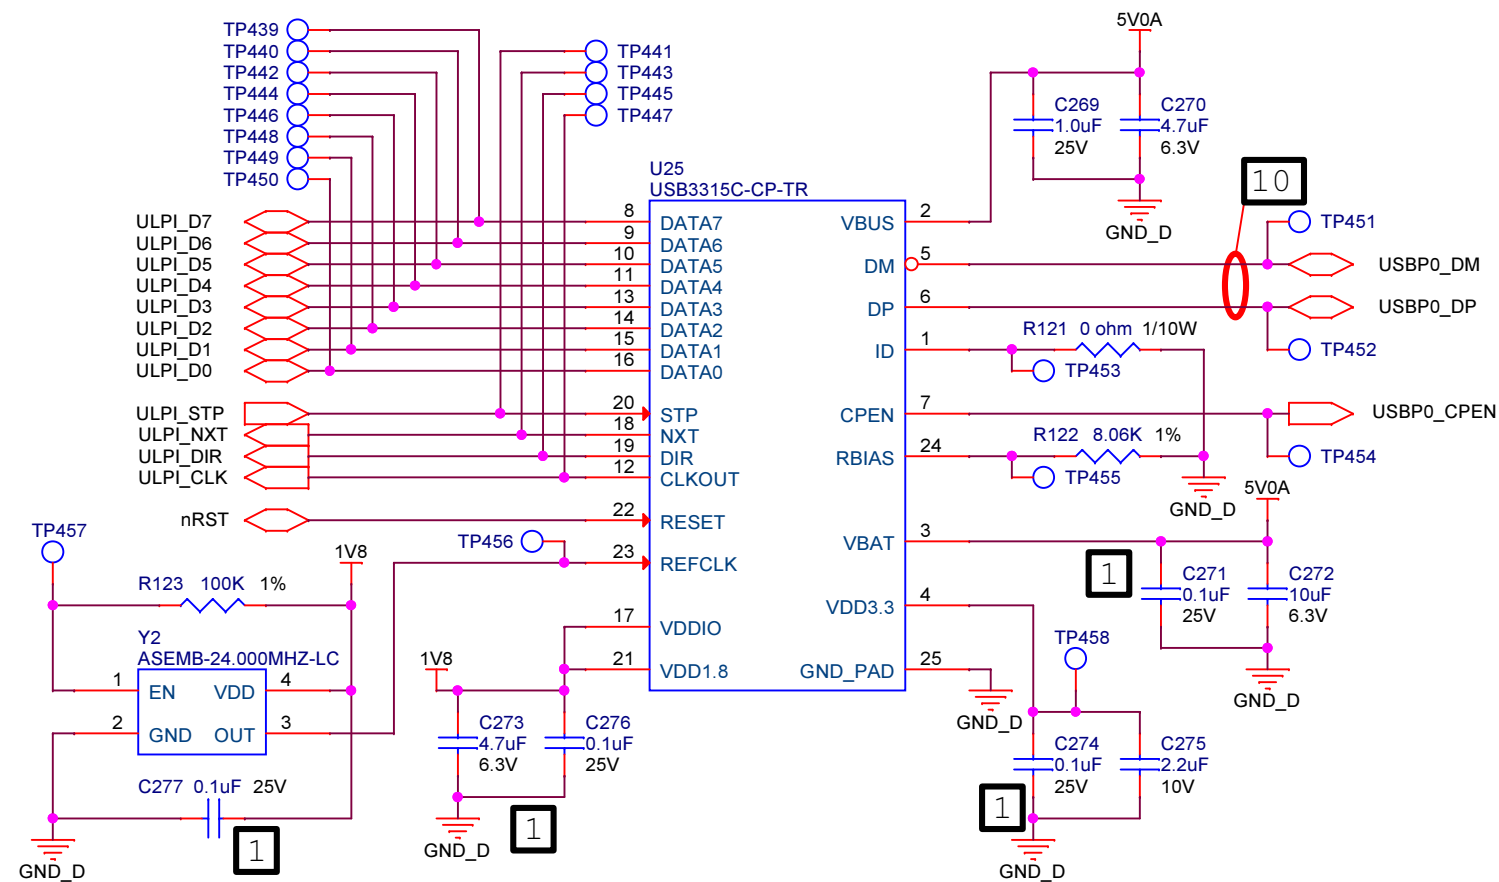 TP439
TP440
TP442
TP444
TP446
TP448
TP449
TP450
TP441
TP443
TP445
TP447
5V0A
C269
1.0uF
25V
C270
4.7uF
6.3V
GND_D
10
U25
USB3315C-CP-TR
ULPI_D7
ULPI_D6
ULPI_D5
ULPI_D4
ULPI_D3
ULPI_D2
ULPI_D1
ULPI_D0
ULPI_STP
ULPI_NXT
ULPI_DIR
ULPI_CLK
nRST
8 DATA7
9 DATA6
10 DATA5
11 DATA4
13 DATA3
14 DATA2
15 DATA1
16 DATA0
20 STP
18 NXT
19 DIR
12 CLKOUT
22 RESET
23 REFCLK
17 VDDIO
21 VDD1.8
VBUS 2
DM 5
DP 6
ID 1
CPEN 7
RBIAS 24
VBAT 3
VDD3.3 4
GND_PAD 25
TP451
USBP0_DM
USBP0_DP
TP452
R121 0 ohm 1/10W
TP453
USBP0_CPEN
R122 8.06K 1%
TP454
TP455
GND_D
5V0A
1
C271
0.1uF
25V
C272
10uF
6.3V
GND_D
TP458
GND_D
C274
0.1uF
25V
C275
2.2uF
10V
1
GND_D
TP456
TP457
1V8
R123 100K 1%
Y2
ASEMB-24.000MHZ-LC
1 EN VDD 4
2 GND OUT 3
C277 0.1uF 25V
1
GND_D
1V8
C273
4.7uF
6.3V
C276
0.1uF
25V
1
GND_D